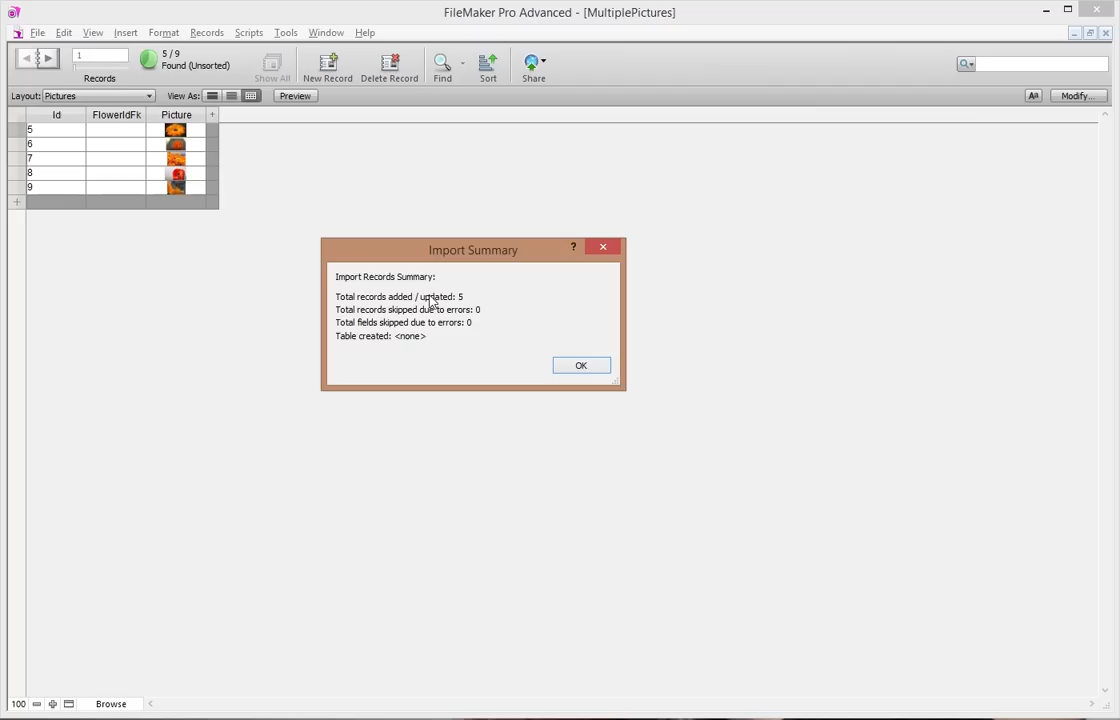 FileMaker Pro Advanced - [MultiplePictures]
File Edit View Insert Format Records Scripts Tools Window Help
1
5 / 9
Found (Unsorted)
Records
Show All
New Record
Delete Record
Find
Sort
Share
Layout: Pictures
View As:
Preview
Aa
Modify...
Id FlowerIdFk Picture +
5
6
7
8
9
+
Import Summary ?
Import Records Summary:
Total records added / updated: 5
Total records skipped due to errors: 0
Total fields skipped due to errors: 0
Table created: <none>
OK
100
Browse